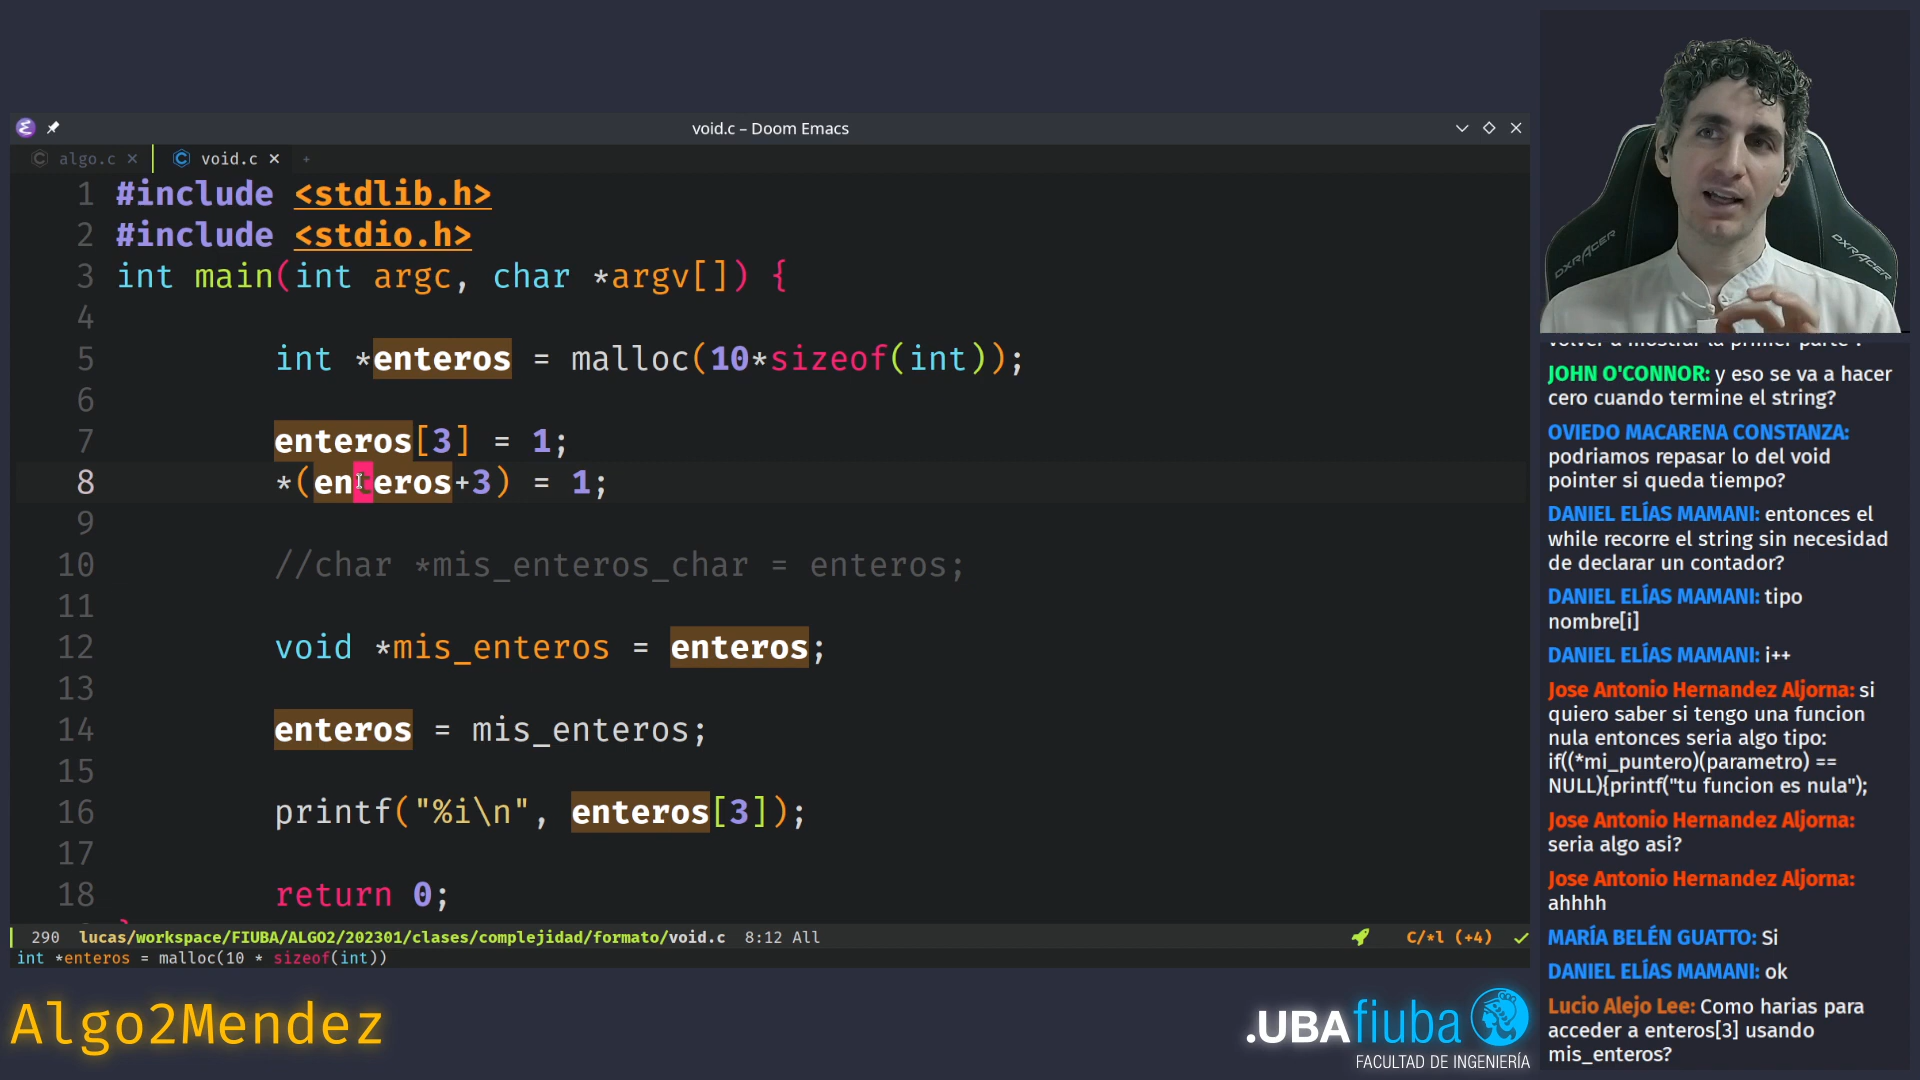 void.c – Doom Emacs
algo.c × void.c × +
1 #include <stdlib.h>
2 #include <stdio.h>
3 int main(int argc, char *argv[]) {
4
5 int *enteros = malloc(10*sizeof(int));
6
7 enteros[3] = 1;
8 *(enteros+3) = 1;
9
10 //char *mis_enteros_char = enteros;
11
12 void *mis_enteros = enteros;
13
14 enteros = mis_enteros;
15
16 printf("%i\n", enteros[3]);
17
18 return 0;
290 lucas/workspace/FIUBA/ALGO2/202301/clases/complejidad/formato/void.c 8:12 All C/*l (+4)
int *enteros = malloc(10 * sizeof(int))
Algo2Mendez
.UBAfiuba
FACULTAD DE INGENIERÍA
DXRACER
DXRACER
volver a mostrar la primer parte ?
JOHN O'CONNOR: y eso se va a hacer
cero cuando termine el string?
OVIEDO MACARENA CONSTANZA:
podriamos repasar lo del void
pointer si queda tiempo?
DANIEL ELÍAS MAMANI: entonces el
while recorre el string sin necesidad
de declarar un contador?
DANIEL ELÍAS MAMANI: tipo
nombre[i]
DANIEL ELÍAS MAMANI: i++
Jose Antonio Hernandez Aljorna: si
quiero saber si tengo una funcion
nula entonces seria algo tipo:
if((*mi_puntero)(parametro) ==
NULL){printf("tu funcion es nula");
Jose Antonio Hernandez Aljorna:
seria algo asi?
Jose Antonio Hernandez Aljorna:
ahhhh
MARÍA BELÉN GUATTO: Si
DANIEL ELÍAS MAMANI: ok
Lucio Alejo Lee: Como harias para
acceder a enteros[3] usando
mis_enteros?